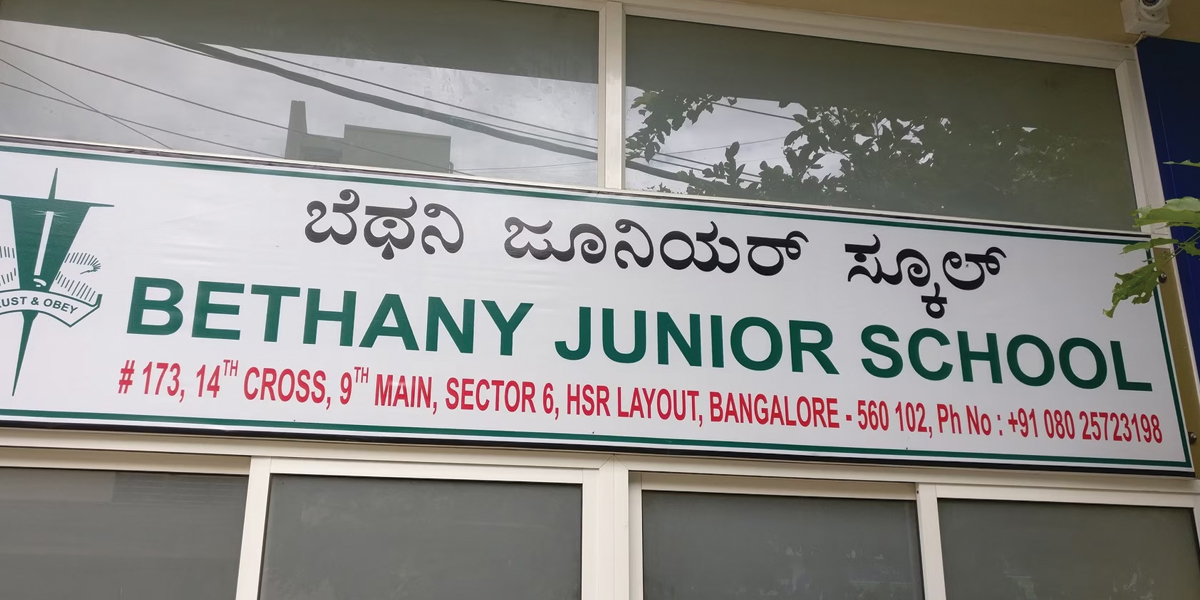 ಬೆಥನಿ ಜೂನಿಯರ್ ಸ್ಕೂಲ್
BETHANY JUNIOR SCHOOL
# 173, 14TH CROSS, 9TH MAIN, SECTOR 6, HSR LAYOUT, BANGALORE - 560 102, Ph No : +91 080 25723198
& OBEY